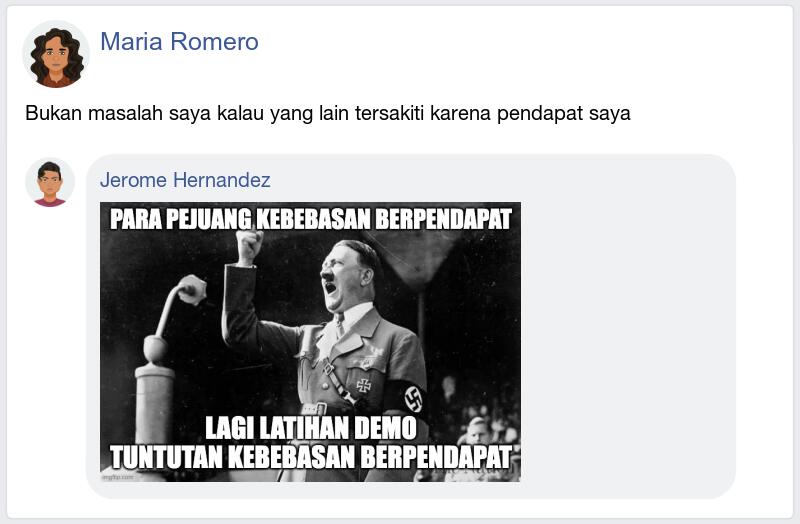 Maria Romero
Bukan masalah saya kalau yang lain tersakiti karena pendapat saya
Jerome Hernandez
PARA PEJUANG KEBEBASAN BERPENDAPAT
LAGI LATIHAN DEMO
TUNTUTAN KEBEBASAN BERPENDAPAT
imgflip.com